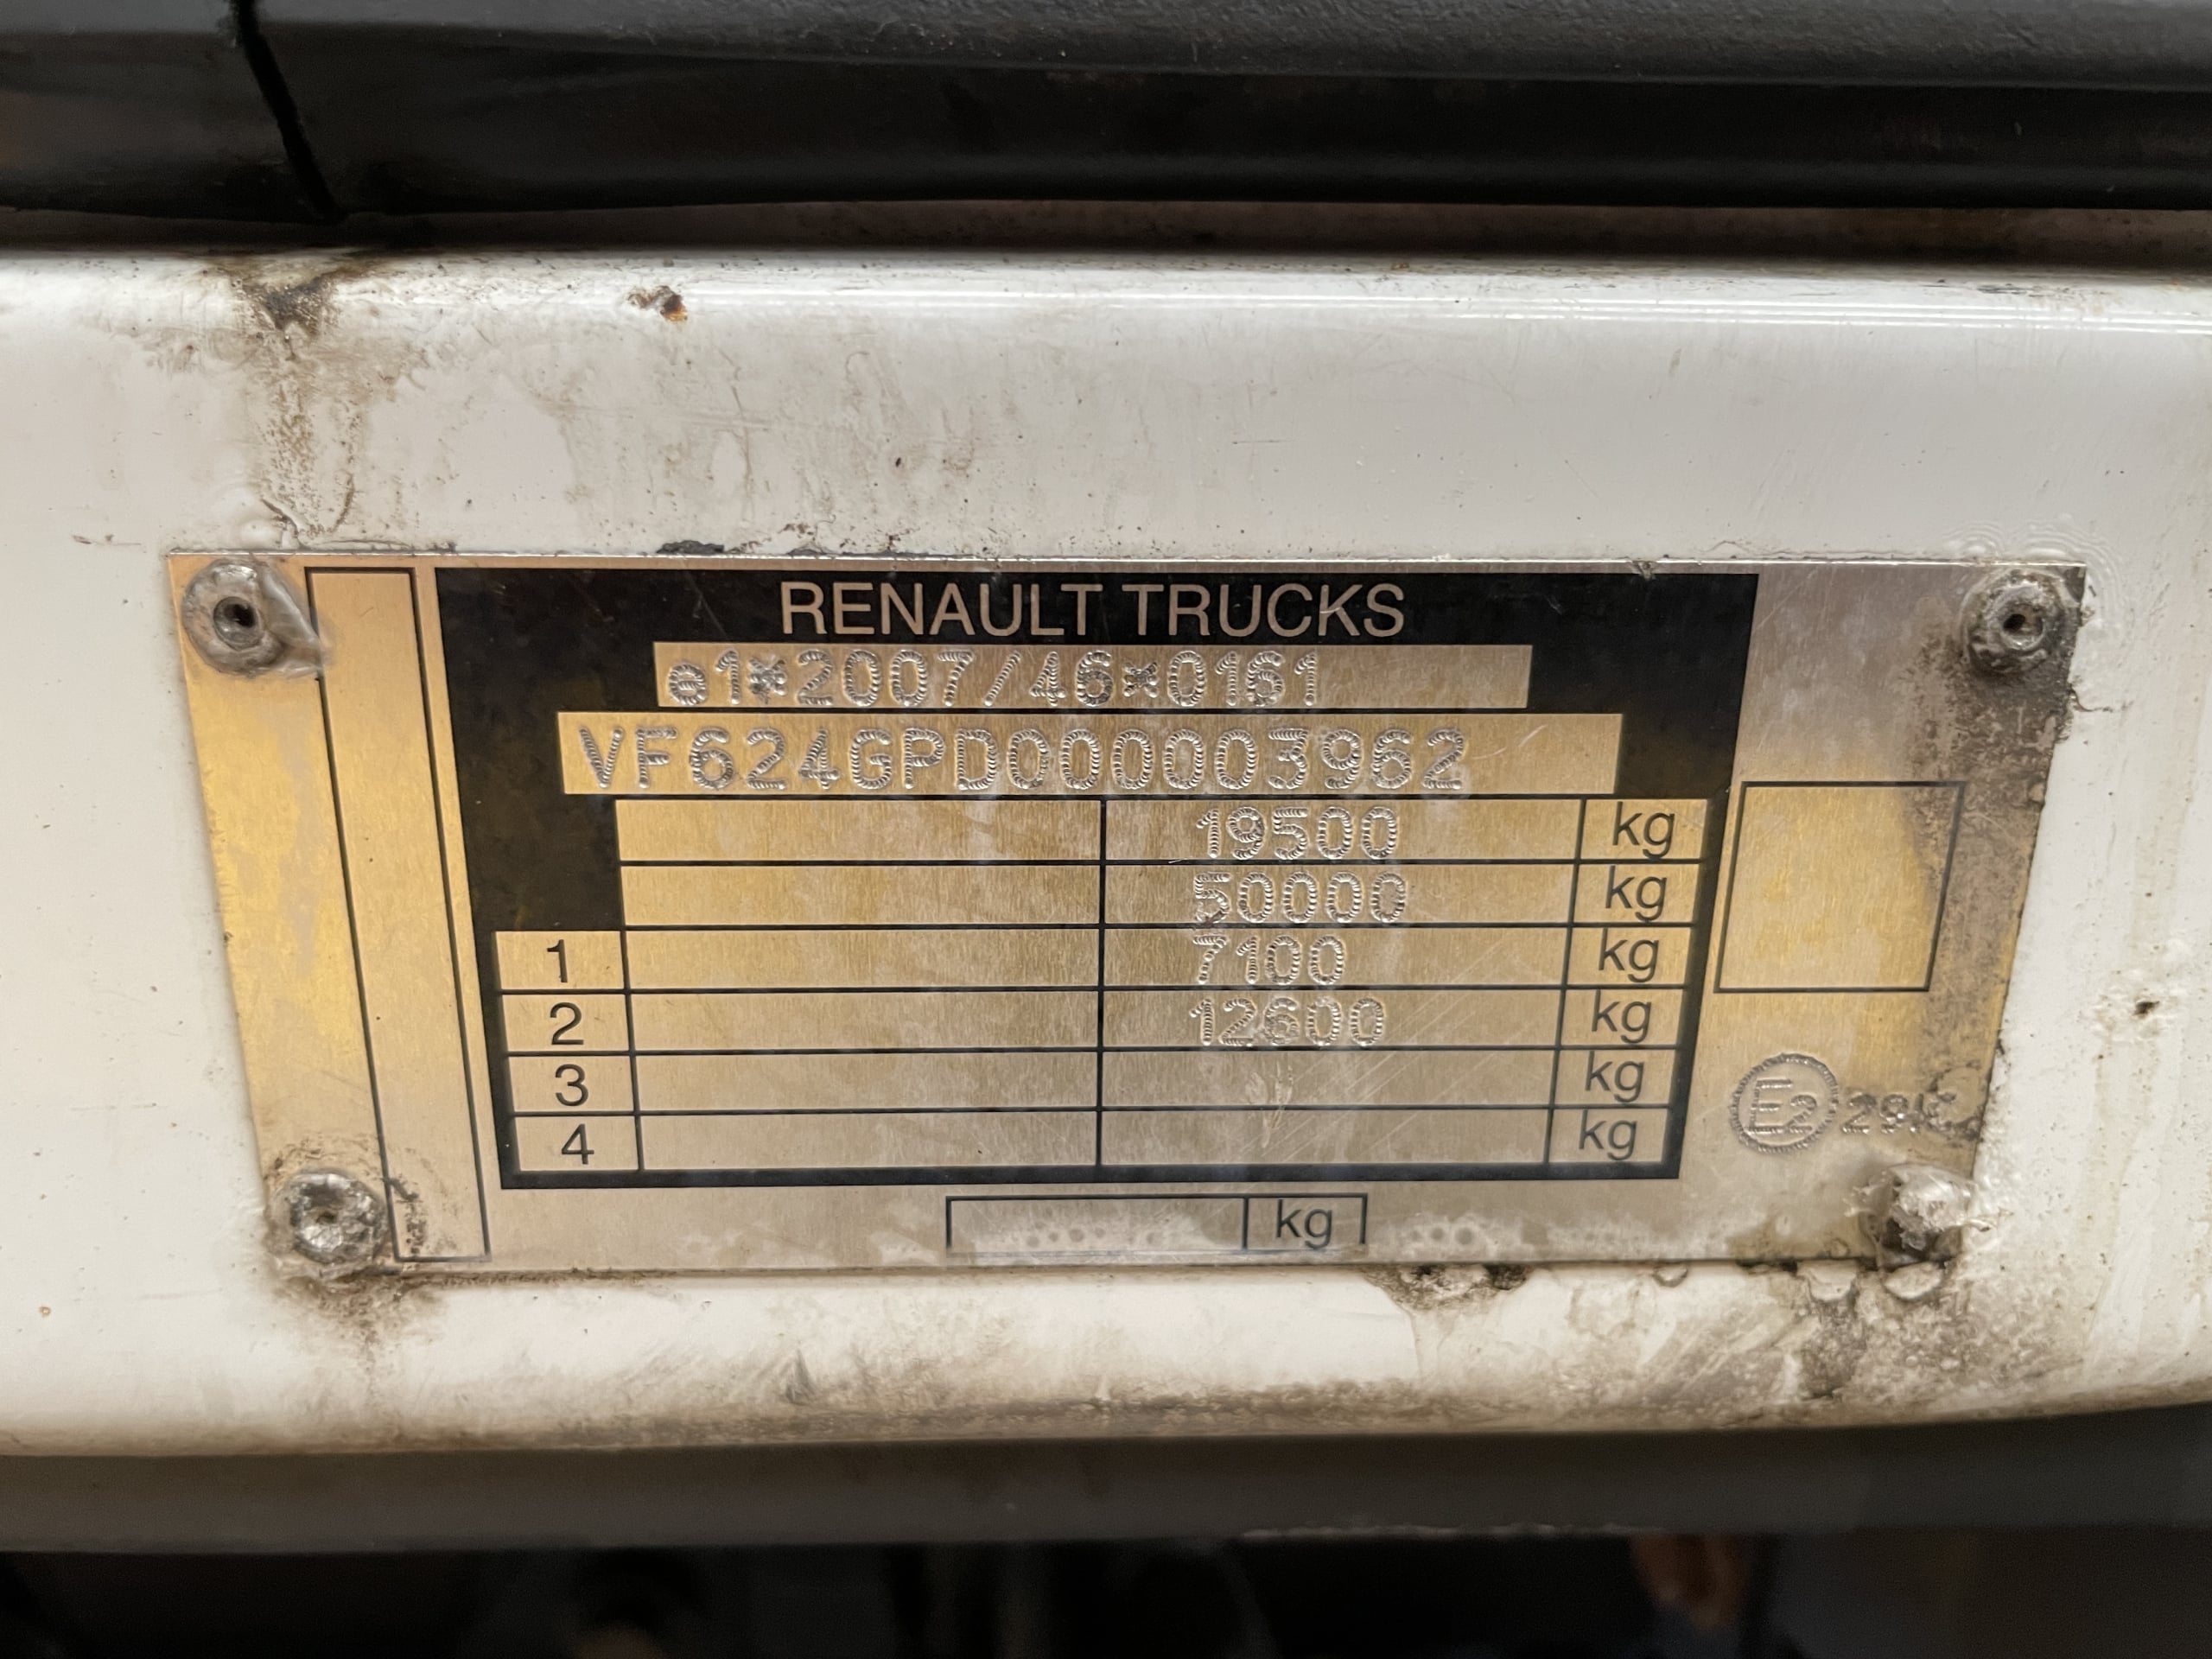 RENAULT TRUCKS
e1*2007/46*0161
VF624GPD000003962
19500 kg
50000 kg
1 7100 kg
2 12600 kg
3 kg
4 kg
E2
kg